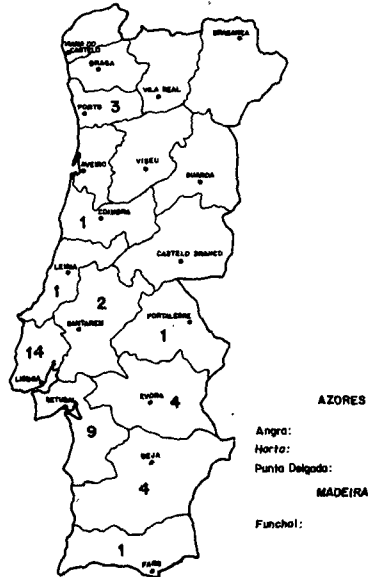 VIANA DO
CASTELO
BRAGANZA
BRAGA
VILA REAL
PORTO 3
AVEIRO
VISEU
GUARDA
COIMBRA
1
CASTELO BRANCO
LEIRIA
1
2
SANTAREM
PORTALEGRE
1
14
LISBOA
SETUBAL
EVORA 4
9
BEJA
4
1
FARO
AZORES
Angra:
Horta:
Punta Delgada:
MADEIRA
Funchal: